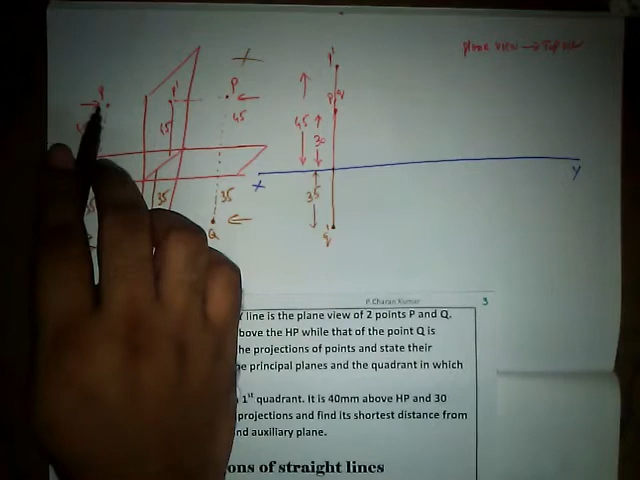 plane view → Top view
P'
P
P'
P q
45
45
45
30
35
35
35
X
Y
Q
q'
P.Charan Kumar 3
line is the plane view of 2 points P and Q.
bove the HP while that of the point Q is
he projections of points and state their
e principal planes and the quadrant in which
1st quadrant. It is 40mm above HP and 30
projections and find its shortest distance from
nd auxiliary plane.
ons of straight lines